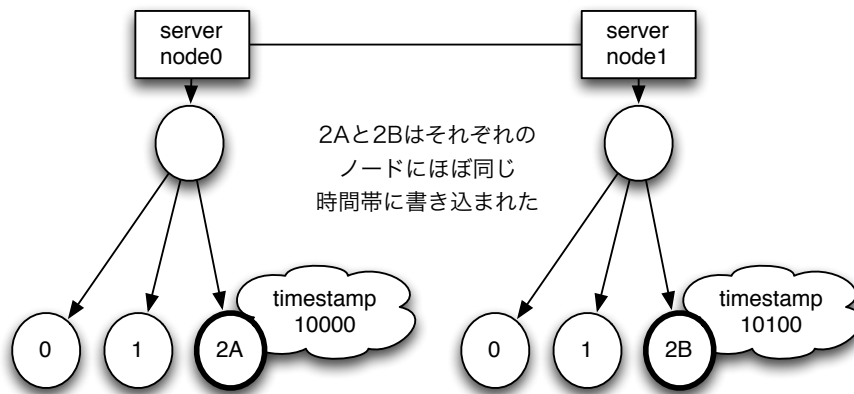 server
node0
server
node1
2Aと2Bはそれぞれの
ノードにほぼ同じ
時間帯に書き込まれた
timestamp
10000
timestamp
10100
0
1
2A
0
1
2B